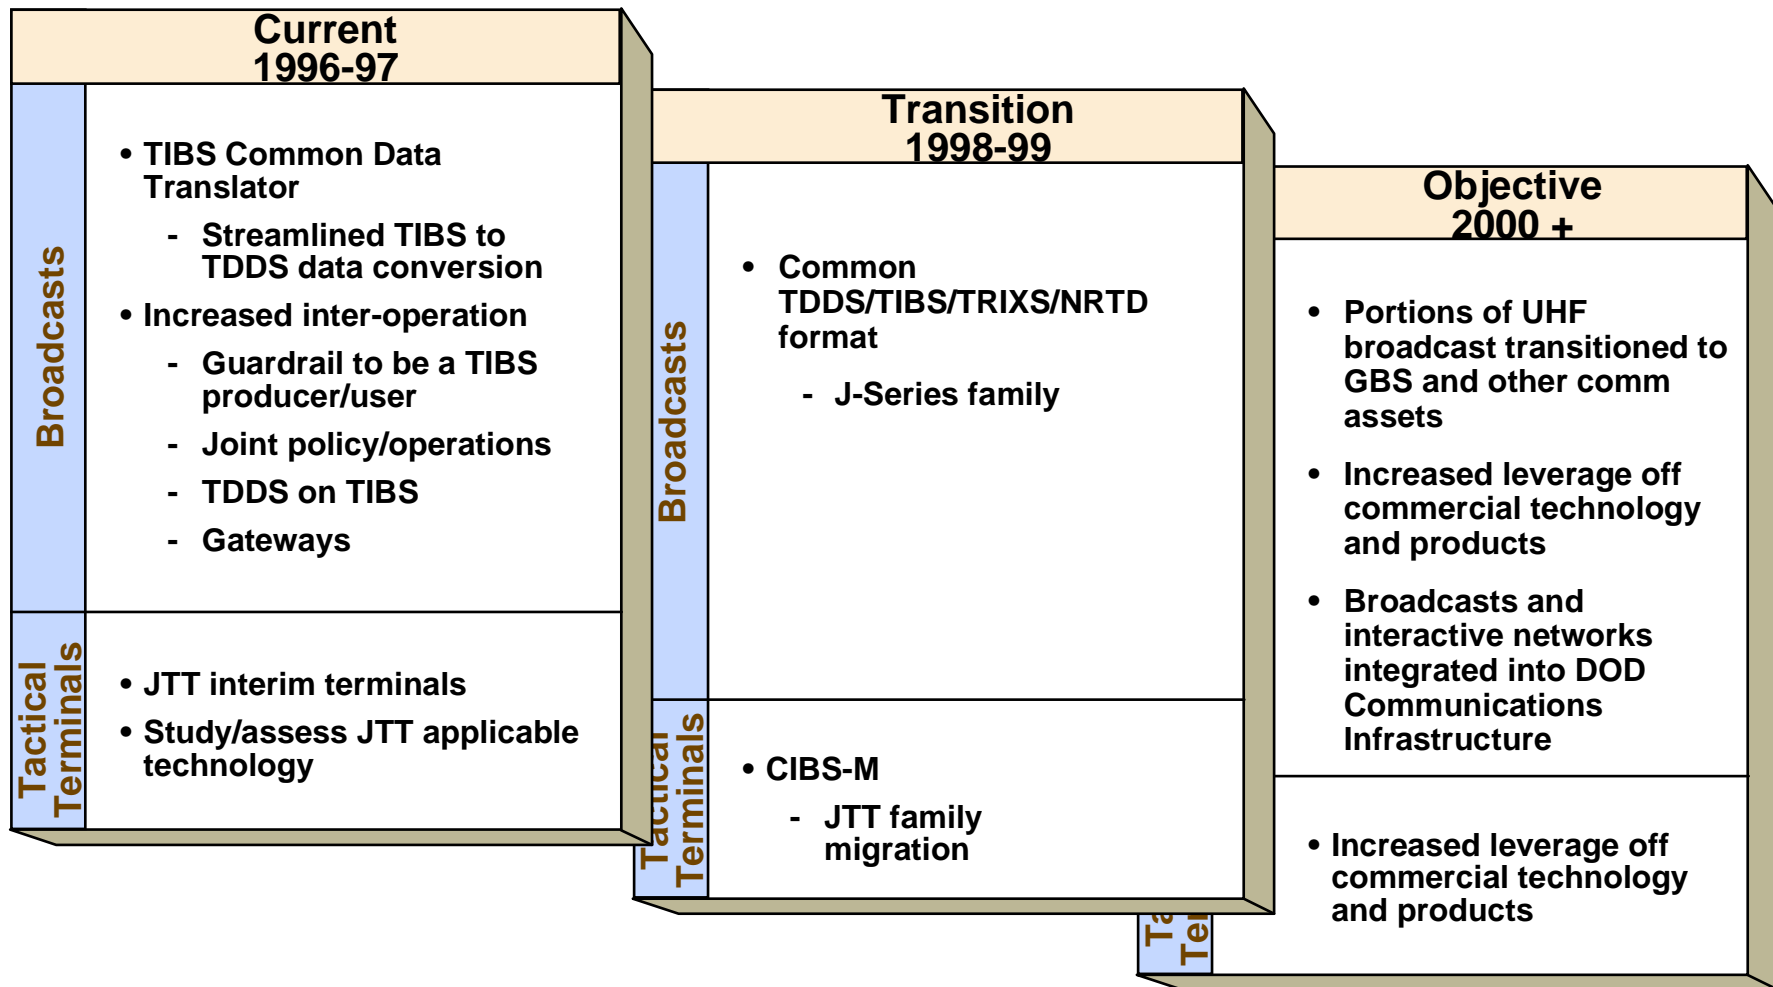 Current
1996-97
Broadcasts
• TIBS Common Data
Translator
- Streamlined TIBS to
TDDS data conversion
• Increased inter-operation
- Guardrail to be a TIBS
producer/user
- Joint policy/operations
- TDDS on TIBS
- Gateways
Tactical
Terminals
• JTT interim terminals
• Study/assess JTT applicable
technology
Transition
1998-99
Broadcasts
• Common
TDDS/TIBS/TRIXS/NRTD
format
- J-Series family
Tactical
Terminals
• CIBS-M
- JTT family
migration
Objective
2000 +
• Portions of UHF
broadcast transitioned to
GBS and other comm
assets
• Increased leverage off
commercial technology
and products
• Broadcasts and
interactive networks
integrated into DOD
Communications
Infrastructure
• Increased leverage off
commercial technology
and products